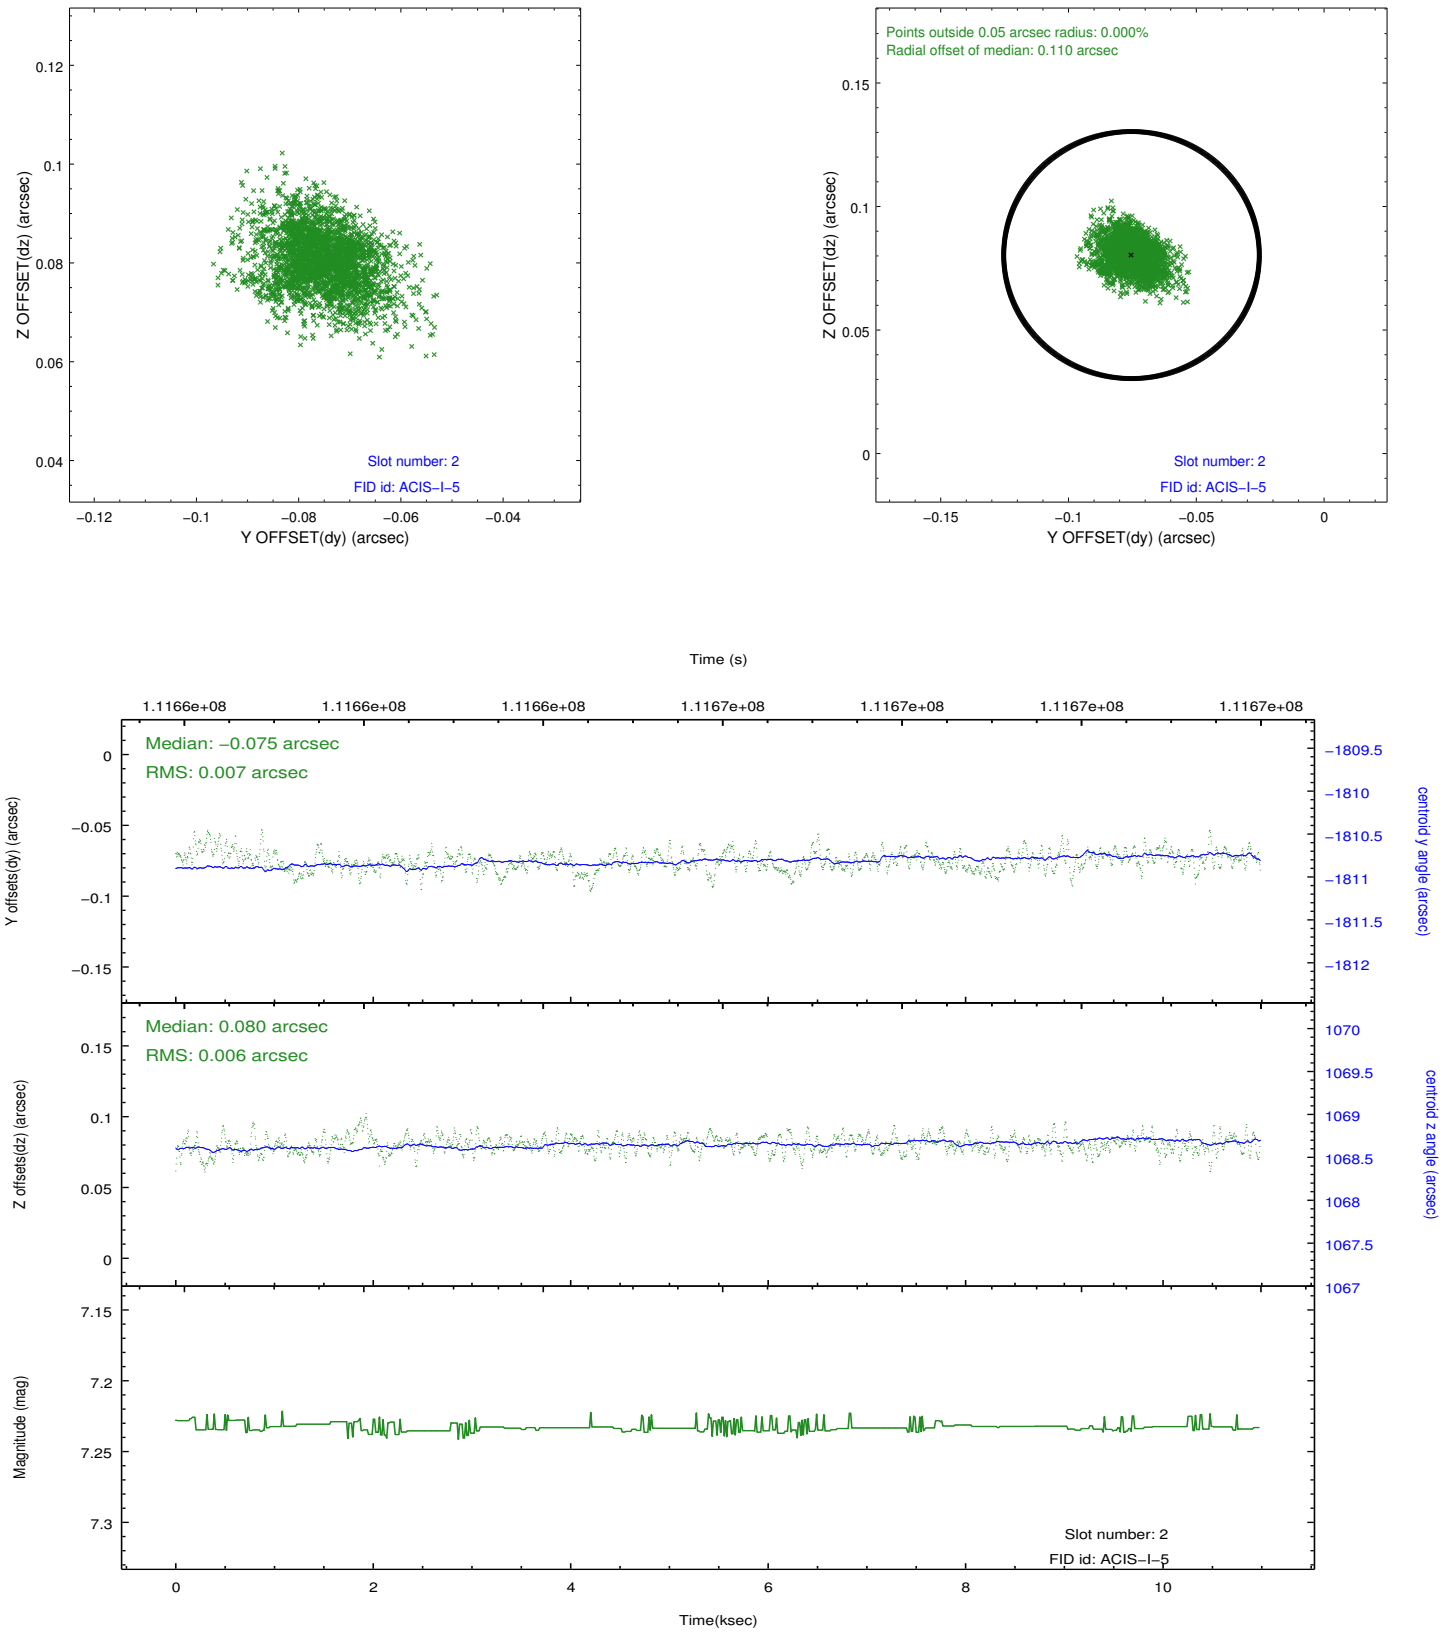 0.12
0.1
0.08
0.06
0.04
Z OFFSET(dz) (arcsec)
Slot number: 2
FID id: ACIS−I−5
−0.12
−0.1
−0.08
−0.06
−0.04
Y OFFSET(dy) (arcsec)
Points outside 0.05 arcsec radius: 0.000%
Radial offset of median: 0.110 arcsec
0.15
0.1
0.05
0
Z OFFSET(dz) (arcsec)
Slot number: 2
FID id: ACIS−I−5
−0.15
−0.1
−0.05
0
Y OFFSET(dy) (arcsec)
Time (s)
1.1166e+08
1.1166e+08
1.1166e+08
1.1167e+08
1.1167e+08
1.1167e+08
1.1167e+08
Median: −0.075 arcsec
RMS: 0.007 arcsec
0
−0.05
−0.1
−0.15
Y offsets(dy) (arcsec)
−1809.5
−1810
−1810.5
−1811
−1811.5
−1812
centroid y angle (arcsec)
Median: 0.080 arcsec
RMS: 0.006 arcsec
0.15
0.1
0.05
0
Z offsets(dz) (arcsec)
1070
1069.5
1069
1068.5
1068
1067.5
1067
centroid z angle (arcsec)
7.15
7.2
7.25
7.3
Magnitude (mag)
Slot number: 2
FID id: ACIS−I−5
0
2
4
6
8
10
Time(ksec)